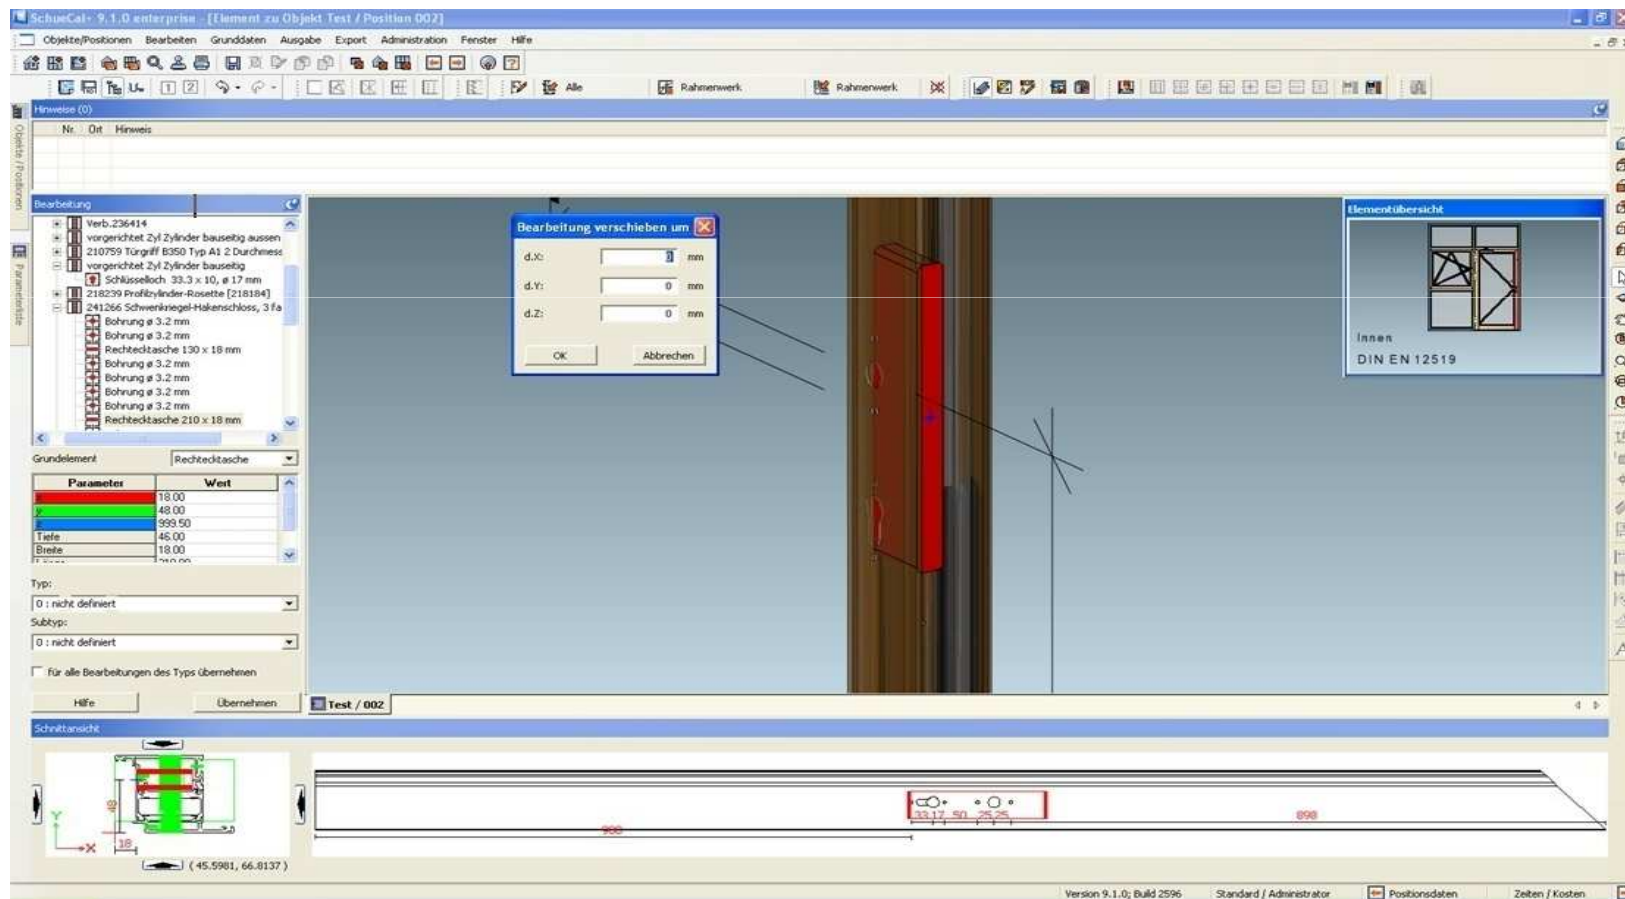 SchueCal- 9.1.0 enterprise - [Element zu Objekt Test / Position 002]
Objekte/Positionen Bearbeiten Grunddaten Ausgabe Export Administration Fenster Hilfe
Alle Rahmenwerk Rahmenwerk
Hinweise (0)
Nr. Ort Hinweis
Objekte / Positionen
Parameterliste
Bearbeitung
Verb.236414
vorgerichtet Zyl Zylinder bauseitig aussen
210759 Türgriff B350 Typ A1 2 Durchmess
vorgerichtet Zyl Zylinder bauseitig
Schlüsselloch 33.3 x 10, ø 17 mm
218239 Profilzylinder-Rosette [218184]
241266 Schwenkriegel-Hakenschloss, 3 fa
Bohrung ø 3.2 mm
Bohrung ø 3.2 mm
Rechtecktasche 130 x 18 mm
Bohrung ø 3.2 mm
Bohrung ø 3.2 mm
Bohrung ø 3.2 mm
Bohrung ø 3.2 mm
Rechtecktasche 210 x 18 mm
Grundelement Rechtecktasche
Parameter Wert
x 18.00
y 48.00
z 999.50
Tiefe 46.00
Breite 18.00
Typ:
0 : nicht definiert
Subtyp:
0 : nicht definiert
für alle Bearbeitungen des Typs übernehmen
Hilfe Übernehmen
Bearbeitung verschieben um
d.X: 0 mm
d.Y: 0 mm
d.Z: 0 mm
OK Abbrechen
Elementübersicht
Innen
DIN EN 12519
Test / 002
Schnittansicht
48
Y
X
18
( 45.5981, 66.8137 )
33.17 50 25.25
898
Version 9.1.0; Build 2596 Standard / Administrator Positionsdaten Zeiten / Kosten